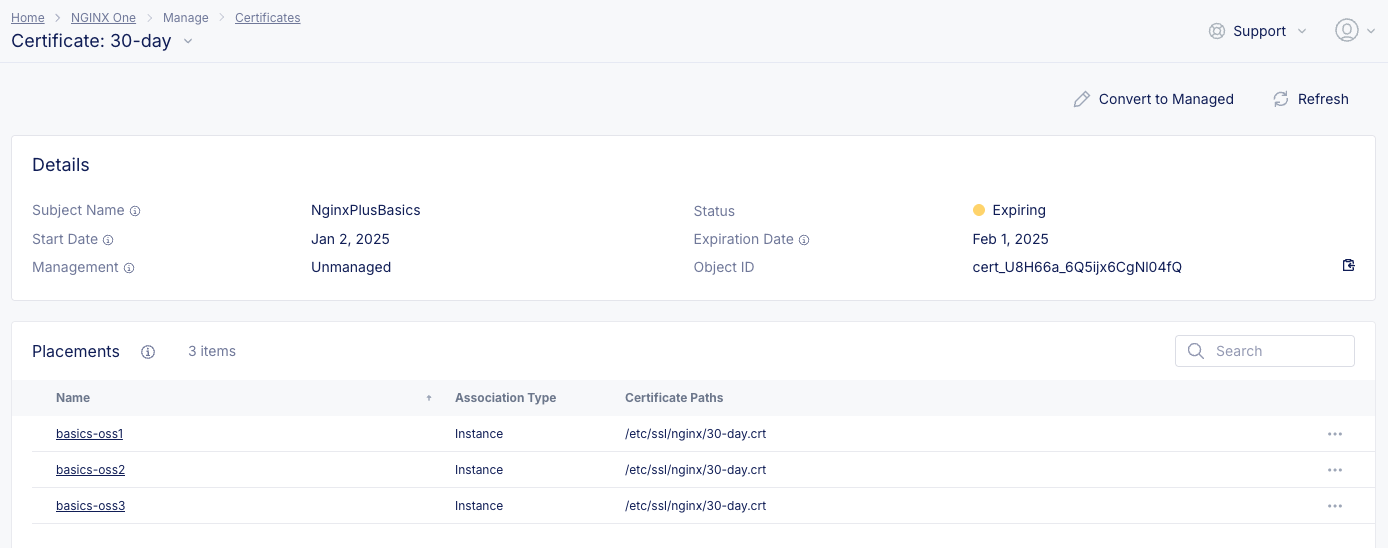 Home > NGINX One > Manage > Certificates
Certificate: 30-day
Support
Convert to Managed Refresh
Details
Subject Name NginxPlusBasics Status Expiring
Start Date Jan 2, 2025 Expiration Date Feb 1, 2025
Management Unmanaged Object ID cert_U8H66a_6Q5ijx6CgNl04fQ
Placements 3 items Search
Name Association Type Certificate Paths
basics-oss1 Instance /etc/ssl/nginx/30-day.crt
basics-oss2 Instance /etc/ssl/nginx/30-day.crt
basics-oss3 Instance /etc/ssl/nginx/30-day.crt